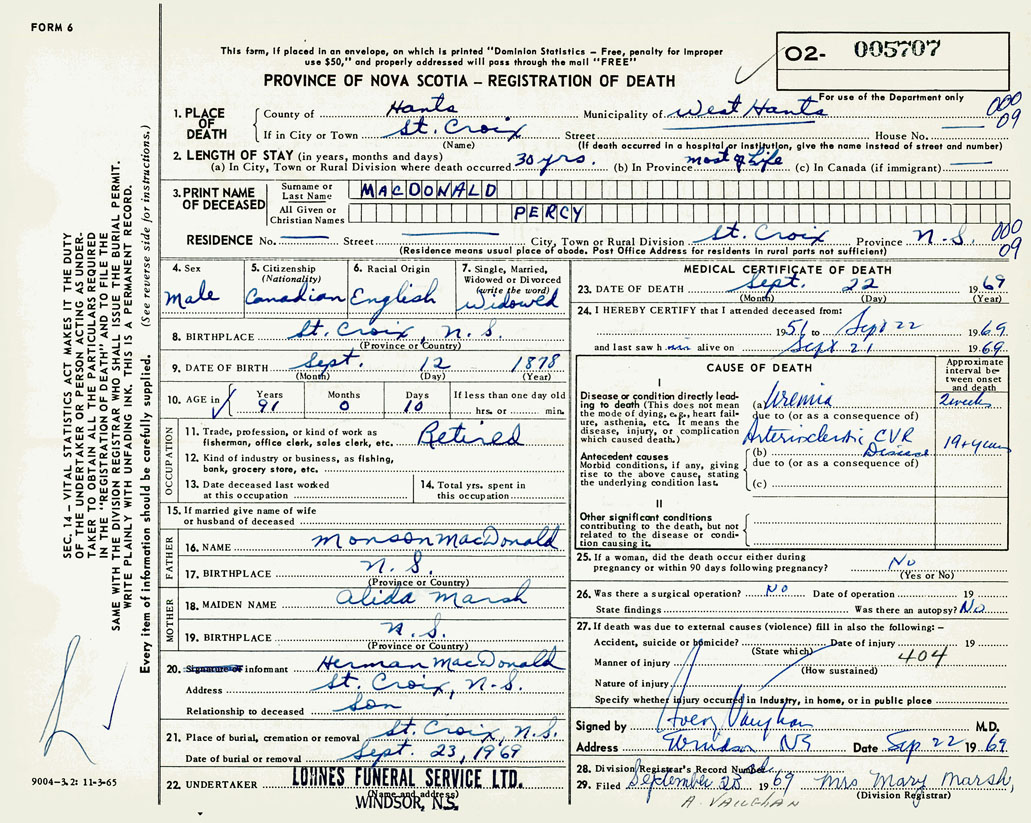 FORM 6
This form, if placed in an envelope, on which is printed "Dominion Statistics – Free, penalty for improper
use $50," and properly addressed will pass through the mail "FREE"
PROVINCE OF NOVA SCOTIA – REGISTRATION OF DEATH
02- 005707
For use of the Department only
1. PLACE OF DEATH
County of Hants Municipality of West Hants 000
If in City or Town St. Croix Street House No. 09
(Name) (If death occurred in a hospital or institution, give the name instead of street and number)
2. LENGTH OF STAY (in years, months and days)
(a) In City, Town or Rural Division where death occurred 30 yrs. (b) In Province most of Life (c) In Canada (if immigrant)
3. PRINT NAME OF DECEASED
Surname or Last Name MACDONALD
All Given or Christian Names PERCY
RESIDENCE No. Street City, Town or Rural Division St. Croix Province N.S. 000
09
(Residence means usual place of abode. Post Office Address for residents in rural parts not sufficient)
4. Sex
Male
5. Citizenship
(Nationality)
Canadian
6. Racial Origin
English
7. Single, Married,
Widowed or Divorced
(write the word)
Widowed
8. BIRTHPLACE St. Croix, N.S.
(Province or Country)
9. DATE OF BIRTH Sept. 12 1878
(Month) (Day) (Year)
10. AGE in Years Months Days If less than one day old
91 0 10 hrs. or min.
OCCUPATION
11. Trade, profession, or kind of work as
fisherman, office clerk, sales clerk, etc. Retired
12. Kind of industry or business, as fishing,
bank, grocery store, etc.
13. Date deceased last worked
at this occupation
14. Total yrs. spent in
this occupation
15. If married give name of wife
or husband of deceased
FATHER
16. NAME Monson MacDonald
17. BIRTHPLACE N.S.
(Province or Country)
MOTHER
18. MAIDEN NAME Alida Marsh
19. BIRTHPLACE N.S.
(Province or Country)
20. Signature of informant Herman MacDonald
Address St. Croix, N.S.
Relationship to deceased Son
21. Place of burial, cremation or removal St. Croix, N.S.
Date of burial or removal Sept. 23, 1969
22. UNDERTAKER LOHNES FUNERAL SERVICE LTD.
(Name and address)
WINDSOR, N.S.
MEDICAL CERTIFICATE OF DEATH
23. DATE OF DEATH Sept. 22 1969
(Month) (Day) (Year)
24. I HEREBY CERTIFY that I attended deceased from:
1951 to Sept 22 1969
and last saw him alive on Sept 21 1969
CAUSE OF DEATH
Approximate
interval be-
tween onset
and death
I
Disease or condition directly lead-
ing to death (This does not mean
the mode of dying, e.g., heart fail-
ure, asthenia, etc. It means the
disease, injury, or complication
which caused death.)
(a) Uremia 2 weeks
due to (or as a consequence of)
Arteriosclerotic CVR
(b) Disease 19+ years
Antecedent causes
Morbid conditions, if any, giving
rise to the above cause, stating
the underlying condition last.
due to (or as a consequence of)
(c)
II
Other significant conditions
contributing to the death, but not
related to the disease or condi-
tion causing it.
25. If a woman, did the death occur either during
pregnancy or within 90 days following pregnancy? No
(Yes or No)
26. Was there a surgical operation? No Date of operation 19
State findings Was there an autopsy? No
27. If death was due to external causes (violence) fill in also the following:–
Accident, suicide or homicide? Date of injury 19
(State which) 404
Manner of injury
(How sustained)
Nature of injury
Specify whether injury occurred in industry, in home, or in public place
Signed by Avery Vaughan M.D.
Address Windsor NS Date Sep 22 1969
28. Division Registrar's Record No.
29. Filed September 23rd 1969 Mrs Mary Marsh,
(Division Registrar)
A. VAUGHAN
SEC. 14 – VITAL STATISTICS ACT MAKES IT THE DUTY
OF THE UNDERTAKER OR PERSON ACTING AS UNDER-
TAKER TO OBTAIN ALL THE PARTICULARS REQUIRED
IN THE "REGISTRATION OF DEATH" AND TO FILE THE
SAME WITH THE DIVISION REGISTRAR WHO SHALL ISSUE THE BURIAL PERMIT.
WRITE PLAINLY WITH UNFADING INK. THIS IS A PERMANENT RECORD.
Every item of information should be carefully supplied. (See reverse side for instructions.)
9004–3.2: 11-3-65